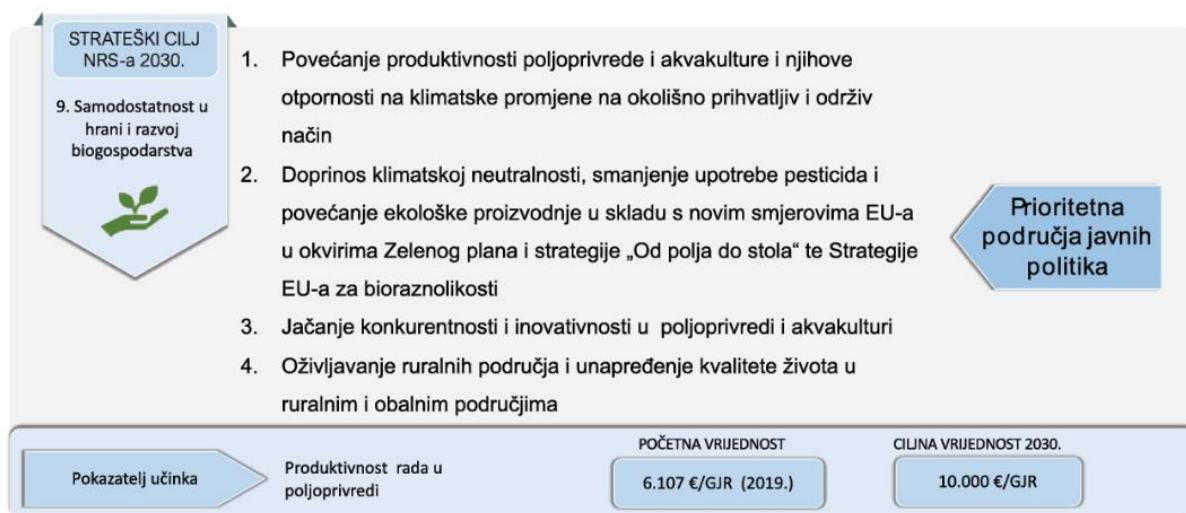 STRATEŠKI CILJ
NRS-a 2030.
9. Samodostatnost u
hrani i razvoj
biogospodarstva
1. Povećanje produktivnosti poljoprivrede i akvakulture i njihove
otpornosti na klimatske promjene na okolišno prihvatljiv i održiv
način
2. Doprinos klimatskoj neutralnosti, smanjenje upotrebe pesticida i
povećanje ekološke proizvodnje u skladu s novim smjerovima EU-a
u okvirima Zelenog plana i strategije „Od polja do stola“ te Strategije
EU-a za bioraznolikosti
3. Jačanje konkurentnosti i inovativnosti u poljoprivredi i akvakulturi
4. Oživljavanje ruralnih područja i unapređenje kvalitete života u
ruralnim i obalnim područjima
Prioritetna
područja javnih
politika
Pokazatelj učinka
Produktivnost rada u
poljoprivredi
POČETNA VRIJEDNOST
6.107 €/GJR (2019.)
CILJNA VRIJEDNOST 2030.
10.000 €/GJR